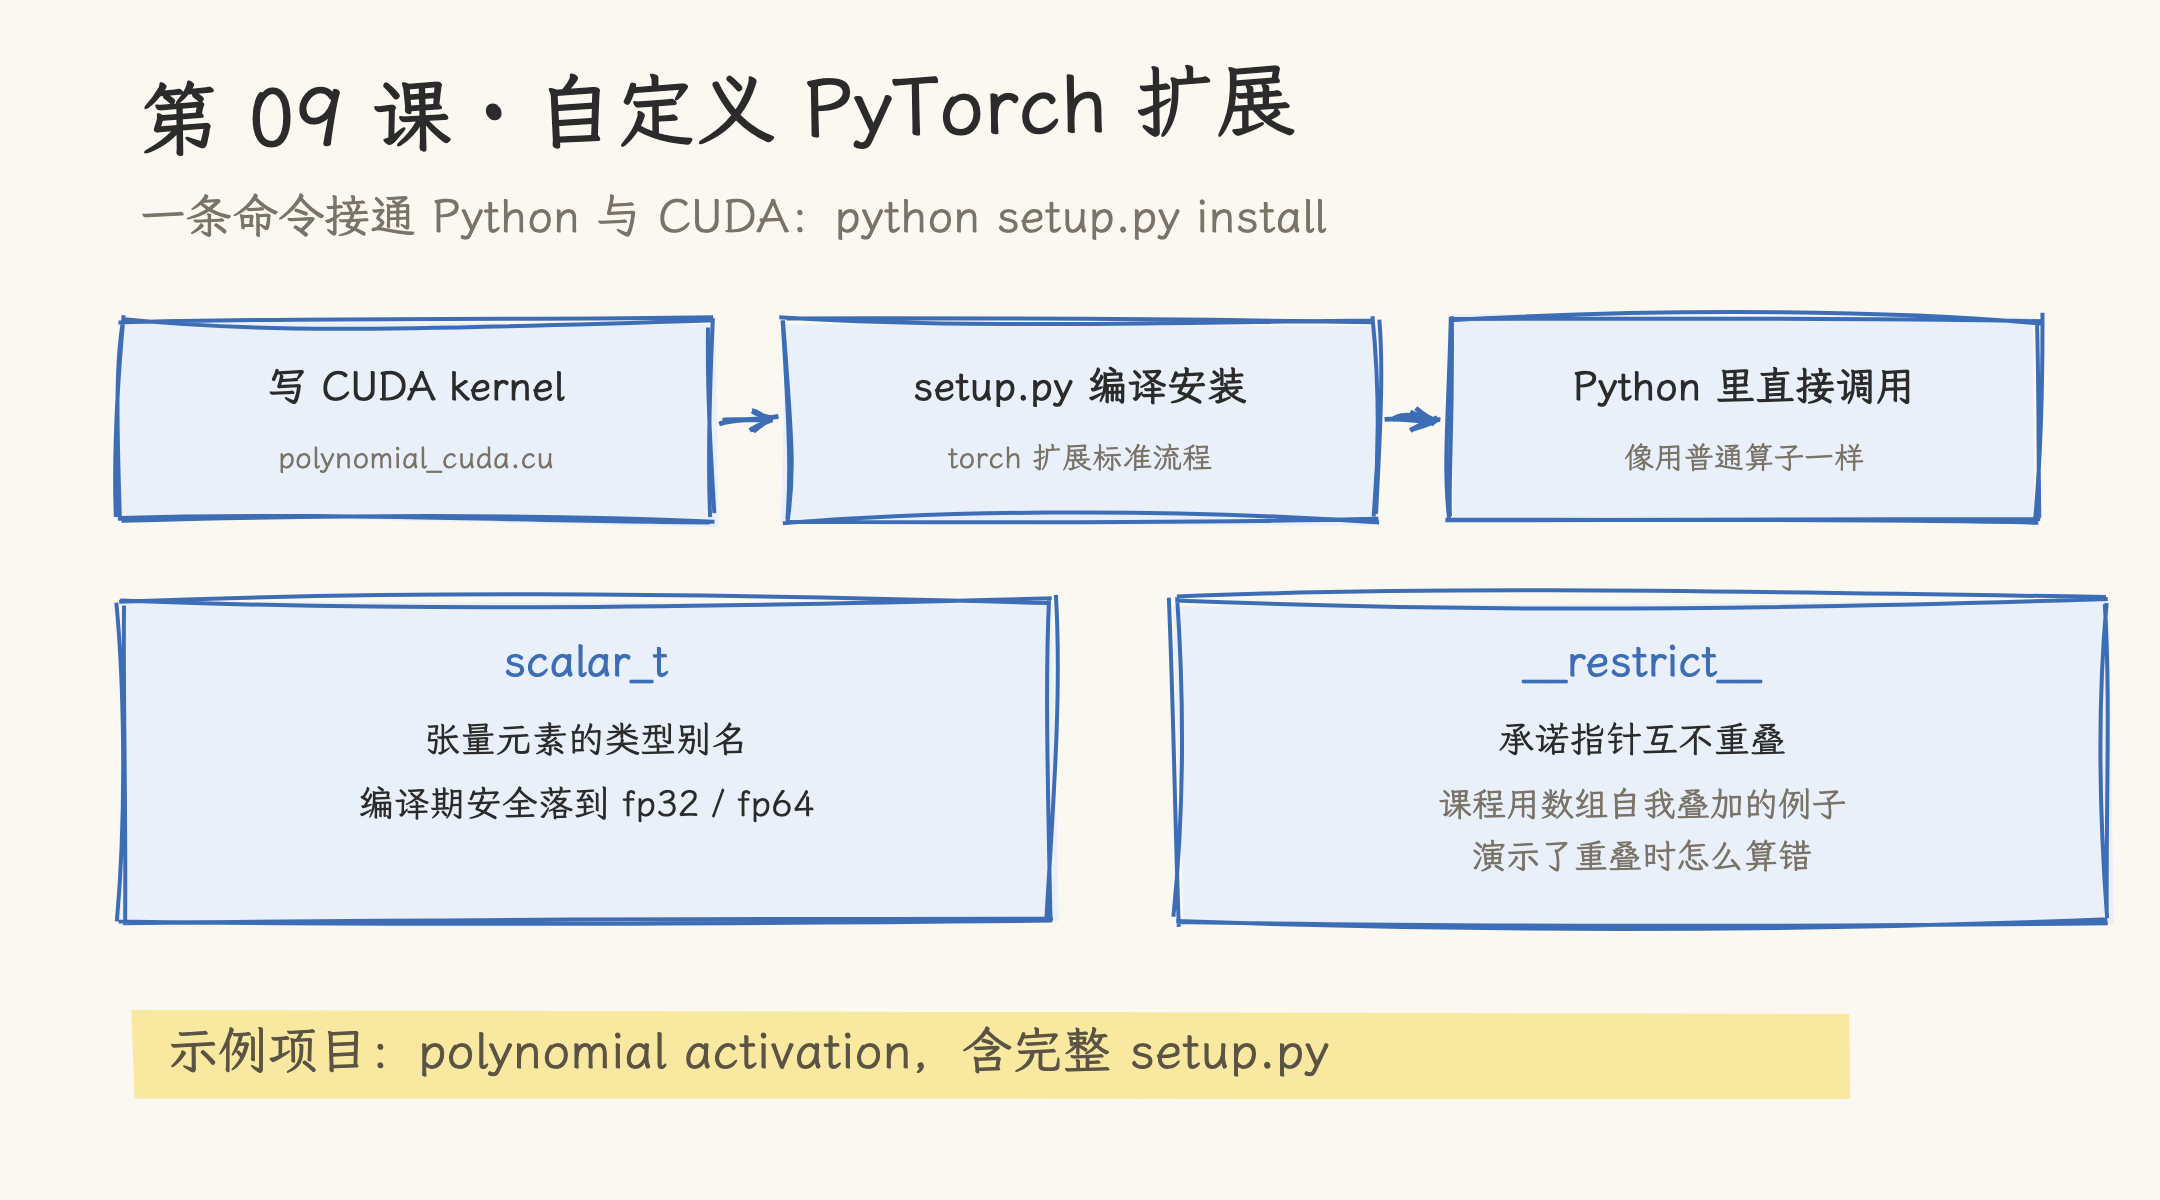 第 09 课 · 自定义 PyTorch 扩展
一条命令接通 Python 与 CUDA：python setup.py install
写 CUDA kernel
polynomial_cuda.cu
setup.py 编译安装
torch 扩展标准流程
Python 里直接调用
像用普通算子一样
scalar_t
张量元素的类型别名
编译期安全落到 fp32 / fp64
__restrict__
承诺指针互不重叠
课程用数组自我叠加的例子
演示了重叠时怎么算错
示例项目：polynomial activation，含完整 setup.py